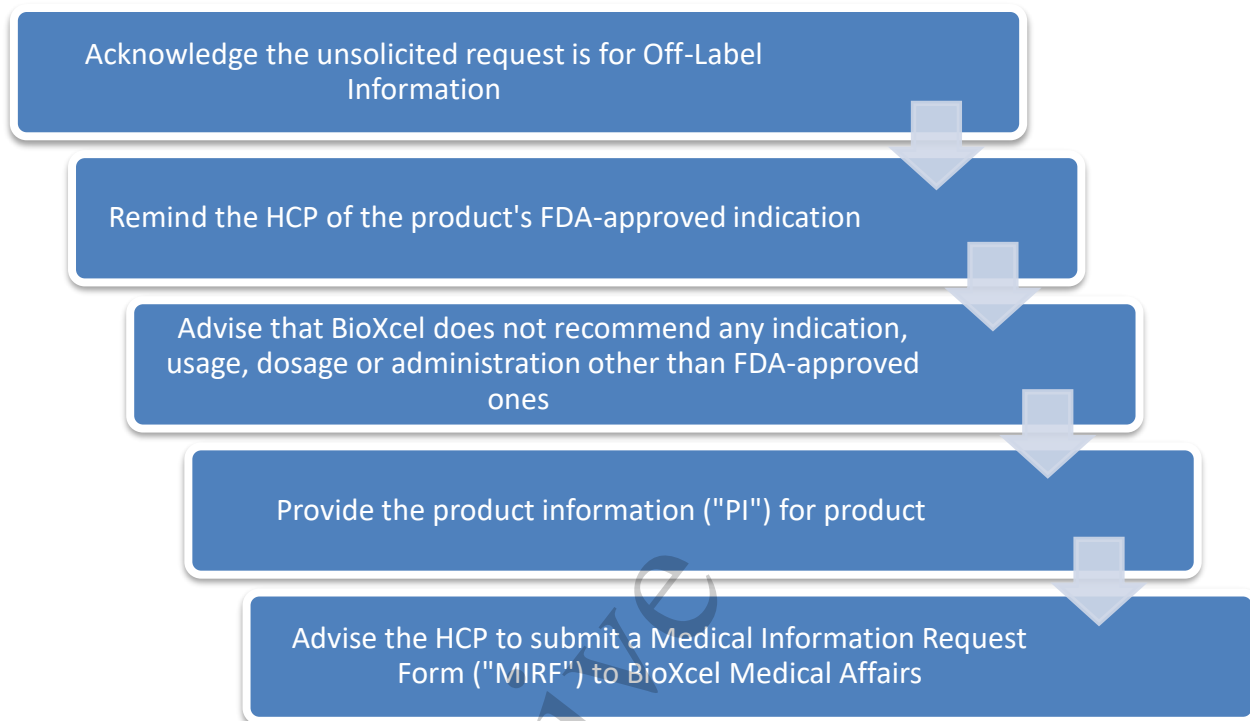 Acknowledge the unsolicited request is for Off-Label
Information
Remind the HCP of the product's FDA-approved indication
Advise that BioXcel does not recommend any indication,
usage, dosage or administration other than FDA-approved
ones
Provide the product information ("PI") for product
Advise the HCP to submit a Medical Information Request
Form ("MIRF") to BioXcel Medical Affairs